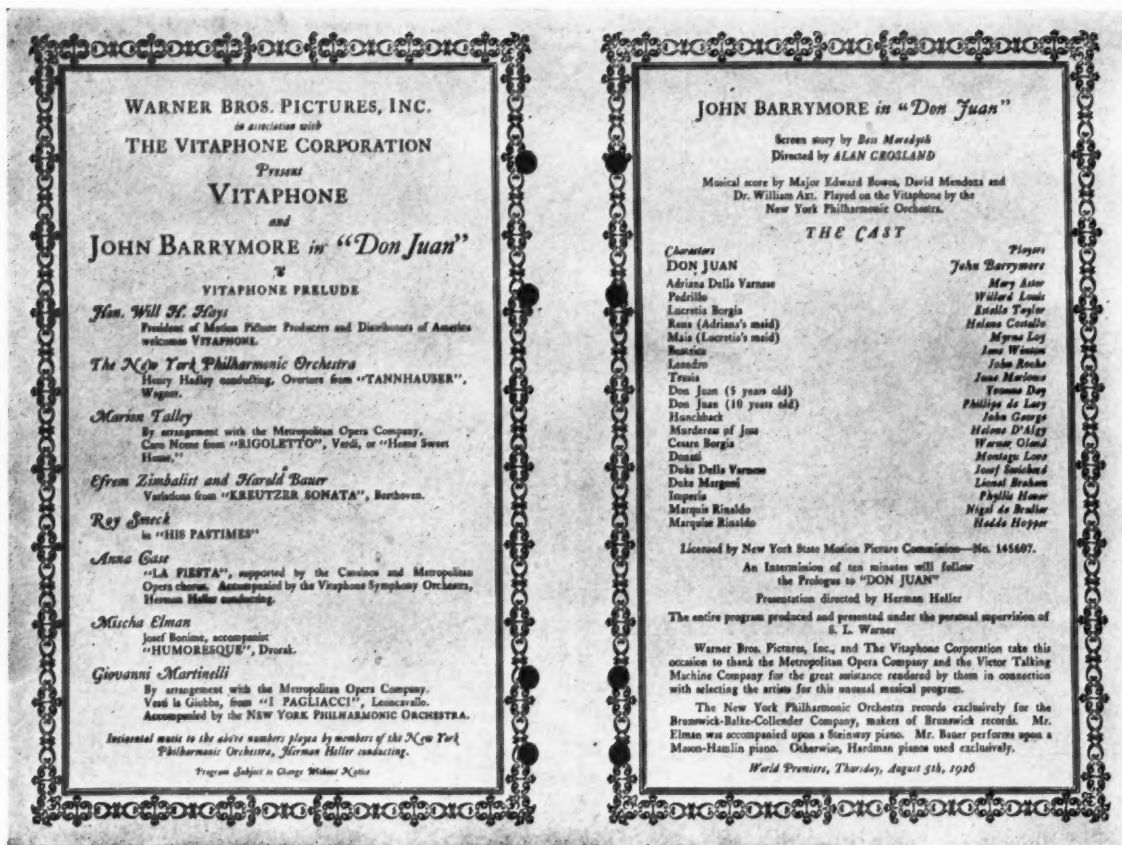 WARNER BROS. PICTURES, INC.
in association with
THE VITAPHONE CORPORATION
Present
VITAPHONE
and
JOHN BARRYMORE in "Don Juan"
VITAPHONE PRELUDE
Hon. Will H. Hays
President of Motion Picture Producers and Distributors of America
welcomes VITAPHONE.
The New York Philharmonic Orchestra
Henry Hadley conducting, Overture from "TANNHAUSER",
Wagner.
Marion Talley
By arrangement with the Metropolitan Opera Company,
Caro Nome from "RIGOLETTO", Verdi, or "Home Sweet
Home,"
Efrem Zimbalist and Harold Bauer
Variations from "KREUTZER SONATA", Beethoven.
Roy Smeck
in "HIS PASTIMES"
Anna Case
"LA FIESTA", supported by the Cansinos and Metropolitan
Opera chorus. Accompanied by the Vitaphone Symphony Orchestra,
Herman Heller conducting.
Mischa Elman
Josef Bonime, accompanist
"HUMORESQUE", Dvorak.
Giovanni Martinelli
By arrangement with the Metropolitan Opera Company.
Vesti la Giubba, from "I PAGLIACCI", Leoncavallo.
Accompanied by the NEW YORK PHILHARMONIC ORCHESTRA.
Incidental music to the above numbers played by members of the New York
Philharmonic Orchestra, Herman Heller conducting.
Program Subject to Change Without Notice
JOHN BARRYMORE in "Don Juan"
Screen story by Bess Meredyth
Directed by ALAN CROSLAND
Musical score by Major Edward Bowes, David Mendoza and
Dr. William Axt. Played on the Vitaphone by the
New York Philharmonic Orchestra.
THE CAST
Characters Players
DON JUAN John Barrymore
Adriana Della Varnese Mary Astor
Pedrillo Willard Louis
Lucretia Borgia Estelle Taylor
Rena (Adriana's maid) Helene Costello
Maia (Lucretia's maid) Myrna Loy
Beatrice Jane Winton
Leandro John Roche
Trusia June Marlowe
Don Juan (5 years old) Yvonne Day
Don Juan (10 years old) Phillipe de Lacy
Hunchback John George
Murderess of Jose Helene D'Algy
Cesare Borgia Warner Oland
Donati Montagu Love
Duke Della Varnese Josef Swickard
Duke Margoni Lionel Braham
Imperia Phyllis Haver
Marquis Rinaldo Nigel de Brulier
Marquise Rinaldo Hedda Hopper
Licensed by New York State Motion Picture Commission—No. 145607.
An Intermission of ten minutes will follow
the Prologue to "DON JUAN"
Presentation directed by Herman Heller
The entire program produced and presented under the personal supervision of
S. L. Warner
Warner Bros. Pictures, Inc., and The Vitaphone Corporation take this
occasion to thank the Metropolitan Opera Company and the Victor Talking
Machine Company for the great assistance rendered by them in connection
with selecting the artists for this unusual musical program.
The New York Philharmonic Orchestra records exclusively for the
Brunswick-Balke-Collender Company, makers of Brunswick records. Mr.
Elman was accompanied upon a Steinway piano. Mr. Bauer performs upon a
Mason-Hamlin piano. Otherwise, Hardman pianos used exclusively.
World Premiere, Thursday, August 5th, 1926